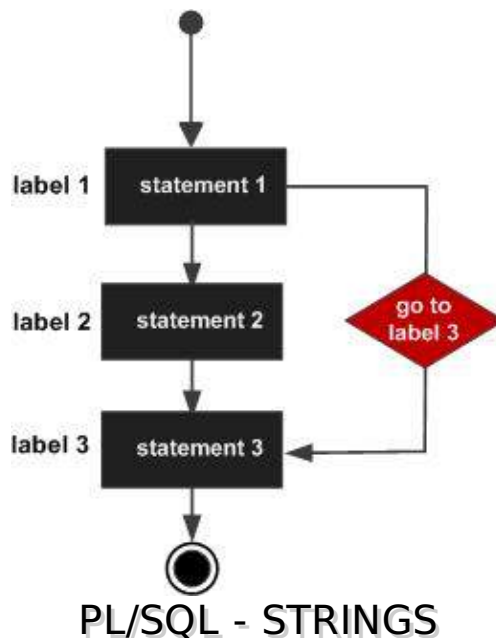 label 1
statement 1
label 2
statement 2
go to
label 3
label 3
statement 3
PL/SQL - STRINGS